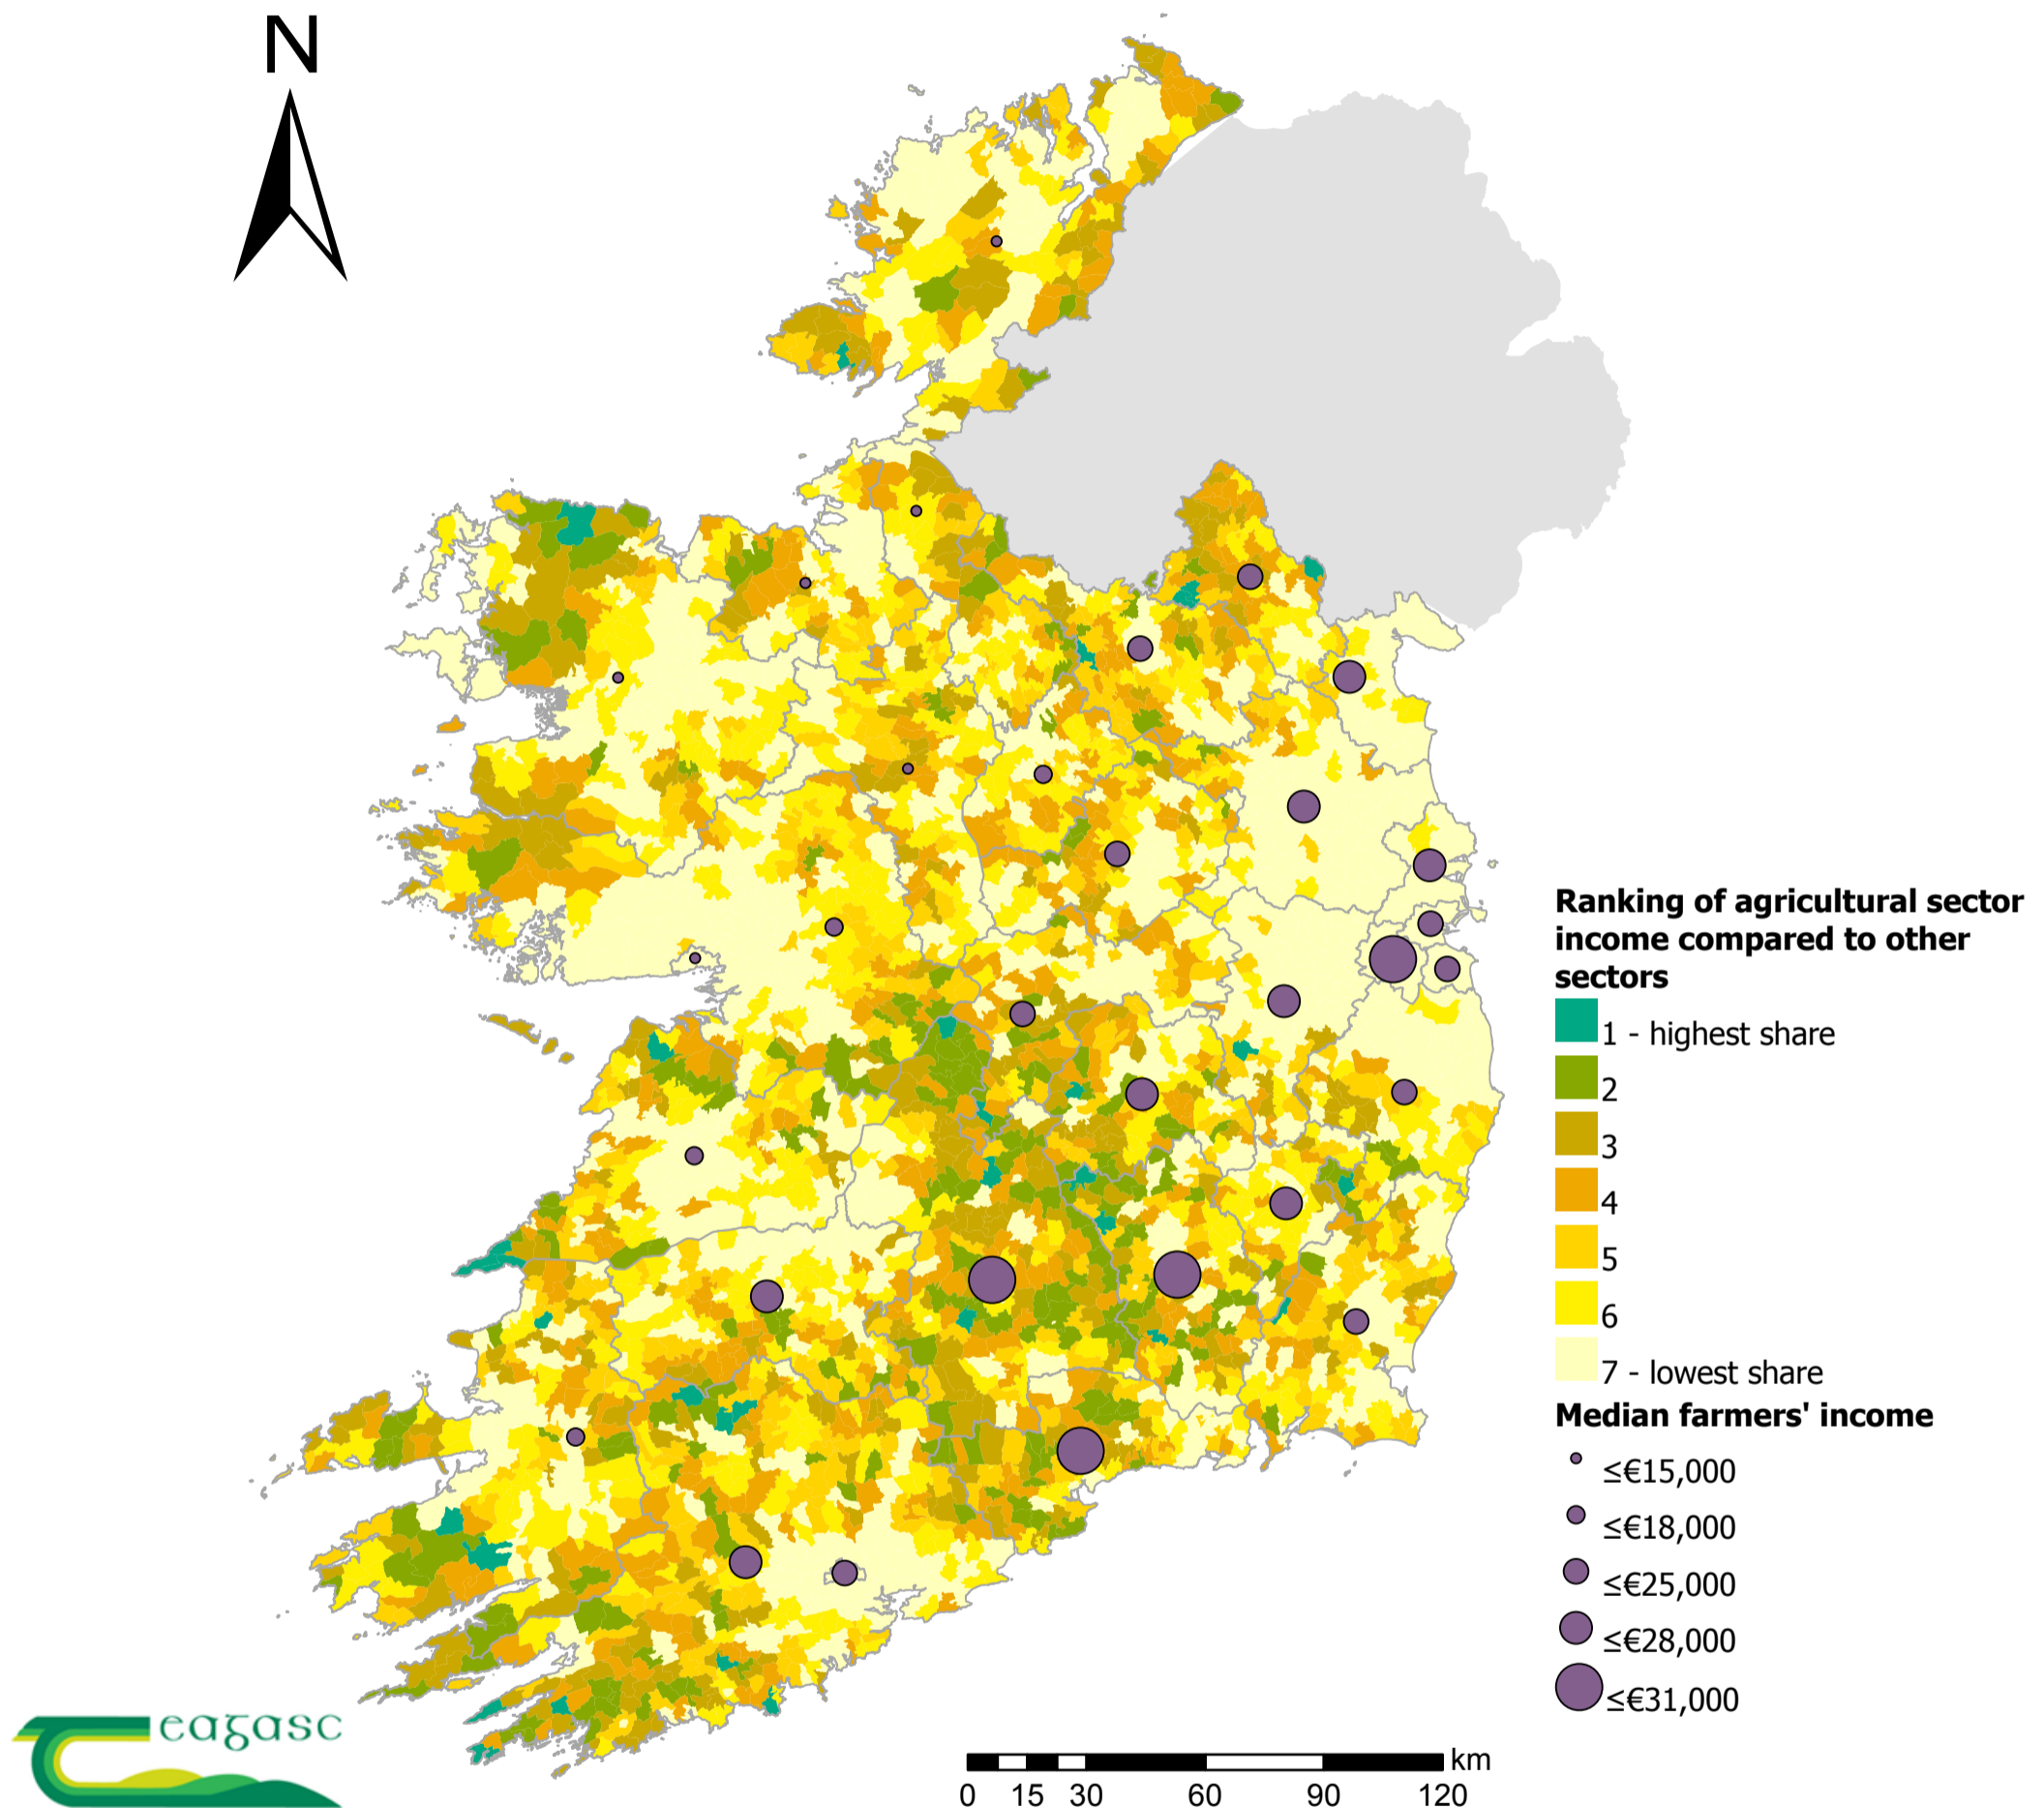 N
Ranking of agricultural sector
income compared to other
sectors
1 - highest share
2
3
4
5
6
7 - lowest share
Median farmers' income
≤€15,000
≤€18,000
≤€25,000
≤€28,000
≤€31,000
eagasc
km
0 15 30 60 90 120